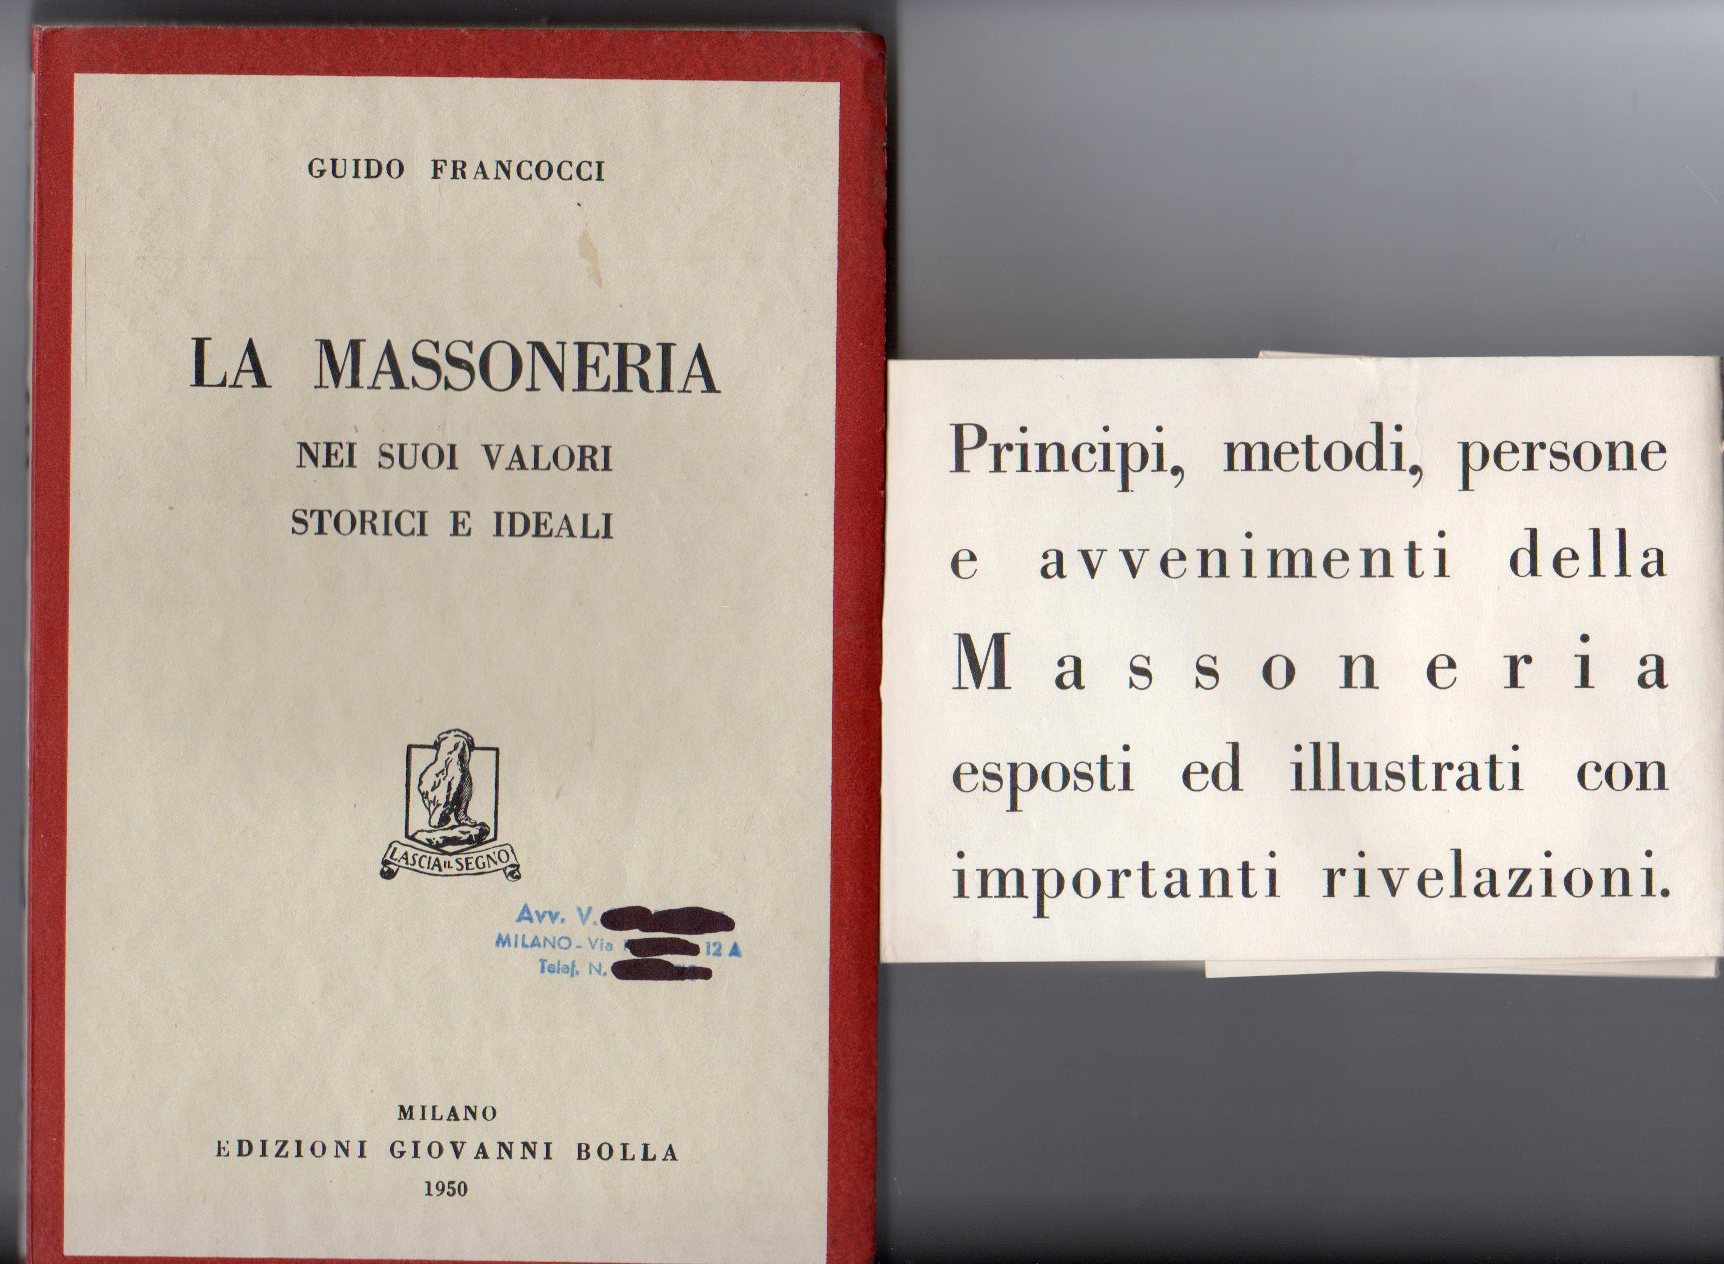 GUIDO FRANCOCCI
LA MASSONERIA
NEI SUOI VALORI
STORICI E IDEALI
LASCIA IL SEGNO
Avv. V.
MILANO - Via 12 A
Telef. N.
MILANO
EDIZIONI GIOVANNI BOLLA
1950
Principi, metodi, persone
e avvenimenti della
Massoneria
esposti ed illustrati con
importanti rivelazioni.